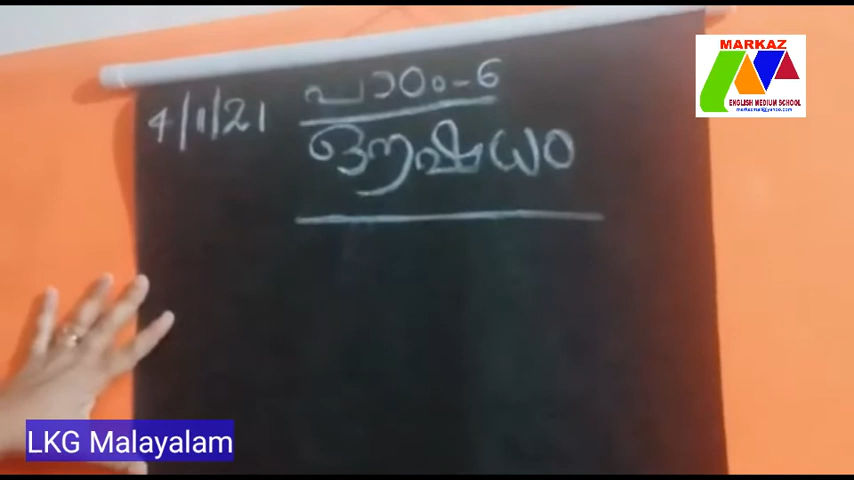 4/1/21
പാഠം-6
ഔഷധം
MARKAZ
ENGLISH MEDIUM SCHOOL
LKG Malayalam